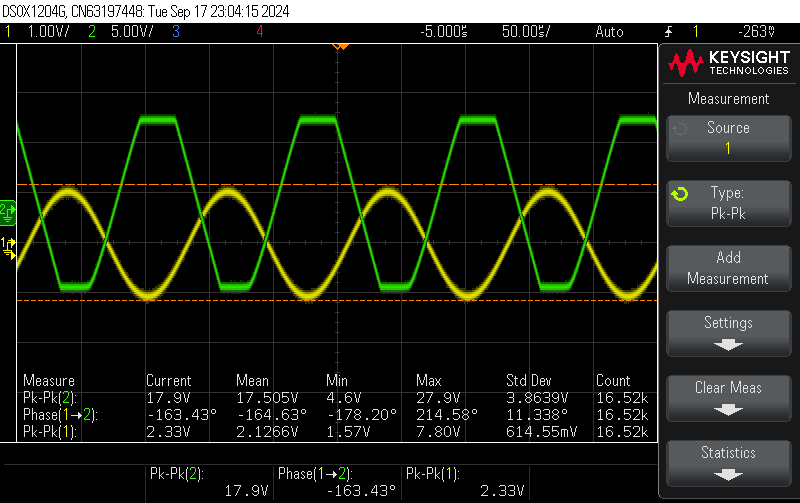 DSOX1204G, CN63197448: Tue Sep 17 23:04:15 2024
1 1.00V/ 2 5.00V/ 3 4 -5.000µs 50.00µs/ Auto 1 -263mV
KEYSIGHT
TECHNOLOGIES
Measurement
Source
1
Type:
Pk-Pk
Add
Measurement
Settings
Clear Meas
Statistics
2
1
Measure Current Mean Min Max Std Dev Count
Pk-Pk(2): 17.9V 17.505V 4.6V 27.9V 3.8639V 16.52k
Phase(1→2): -163.43° -164.63° -178.20° 214.58° 11.338° 16.52k
Pk-Pk(1): 2.33V 2.1266V 1.57V 7.80V 614.55mV 16.52k
Pk-Pk(2): Phase(1→2): Pk-Pk(1):
17.9V -163.43° 2.33V